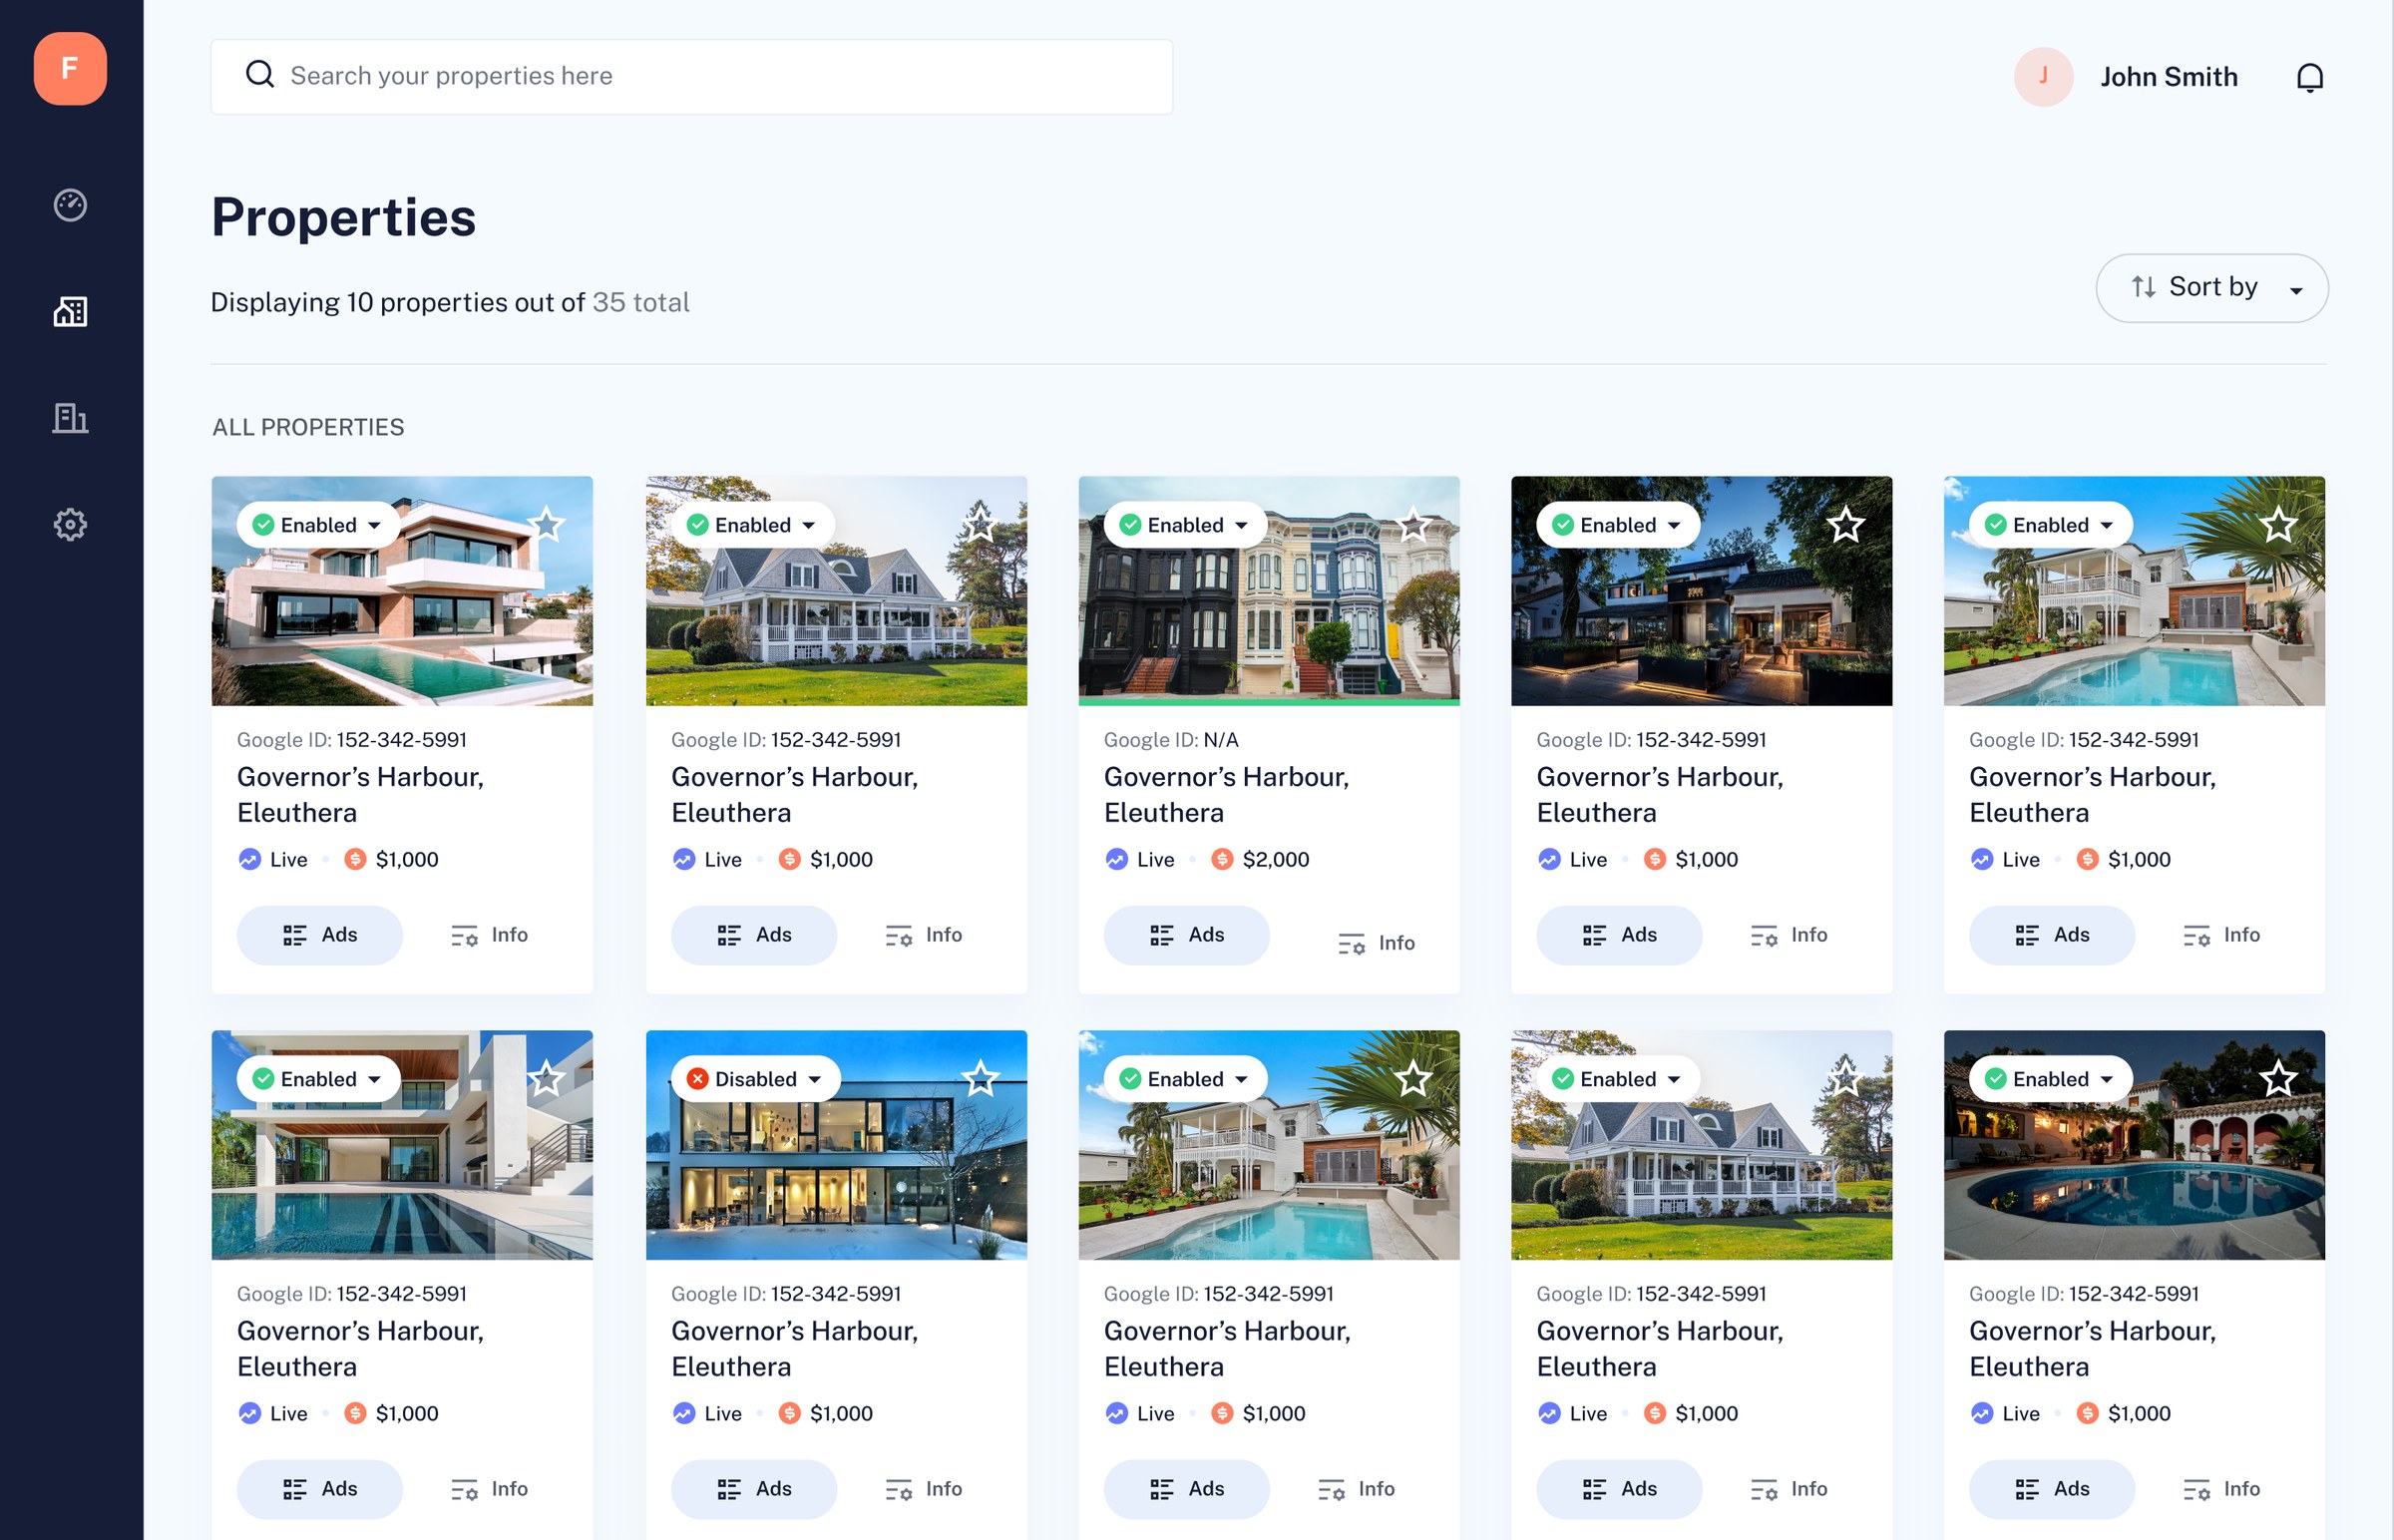 F
Search your properties here
J
John Smith
Properties
Displaying 10 properties out of 35 total
Sort by
ALL PROPERTIES
Enabled
Google ID: 152-342-5991
Governor’s Harbour,
Eleuthera
Live
$1,000
Ads
Info
Enabled
Google ID: 152-342-5991
Governor’s Harbour,
Eleuthera
Live
$1,000
Ads
Info
Enabled
Google ID: N/A
Governor’s Harbour,
Eleuthera
Live
$2,000
Ads
Info
Enabled
Google ID: 152-342-5991
Governor’s Harbour,
Eleuthera
Live
$1,000
Ads
Info
Enabled
Google ID: 152-342-5991
Governor’s Harbour,
Eleuthera
Live
$1,000
Ads
Info
Enabled
Google ID: 152-342-5991
Governor’s Harbour,
Eleuthera
Live
$1,000
Ads
Info
Disabled
Google ID: 152-342-5991
Governor’s Harbour,
Eleuthera
Live
$1,000
Ads
Info
Enabled
Google ID: 152-342-5991
Governor’s Harbour,
Eleuthera
Live
$1,000
Ads
Info
Enabled
Google ID: 152-342-5991
Governor’s Harbour,
Eleuthera
Live
$1,000
Ads
Info
Enabled
Google ID: 152-342-5991
Governor’s Harbour,
Eleuthera
Live
$1,000
Ads
Info